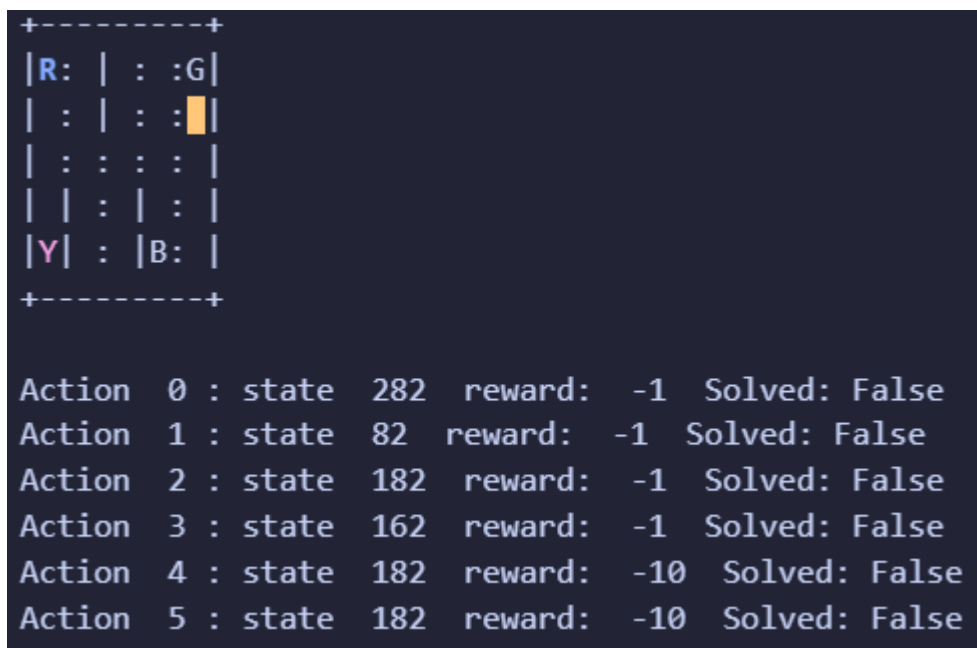 +---------+
|R: | : :G|
| : | : : |
| : : : : |
| | : | : |
|Y| : |B: |
+---------+
Action 0 : state 282 reward: -1 Solved: False
Action 1 : state 82 reward: -1 Solved: False
Action 2 : state 182 reward: -1 Solved: False
Action 3 : state 162 reward: -1 Solved: False
Action 4 : state 182 reward: -10 Solved: False
Action 5 : state 182 reward: -10 Solved: False